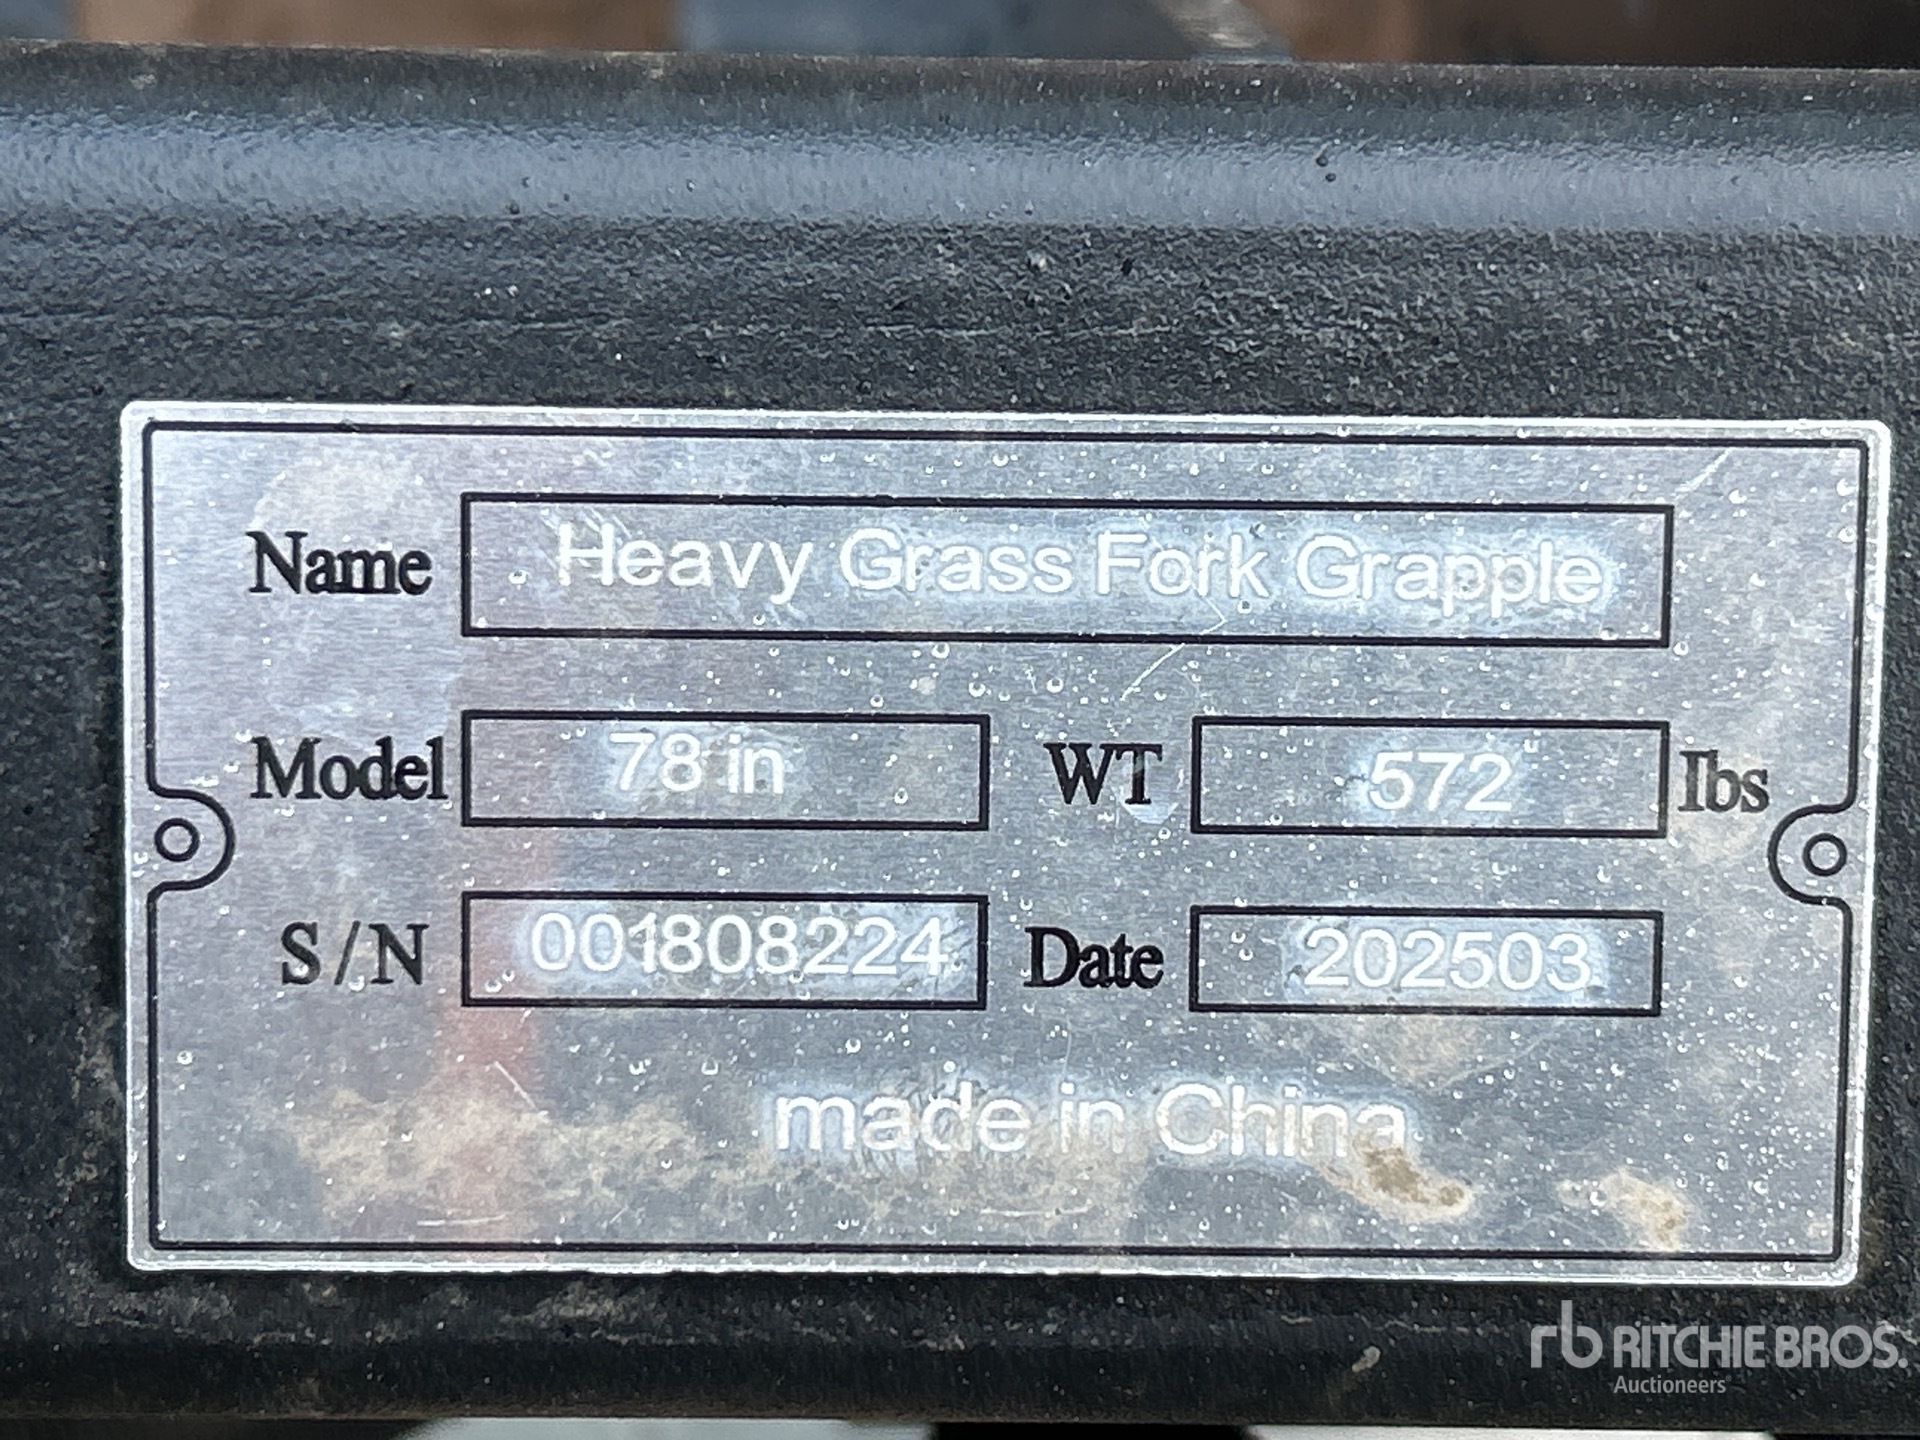 Name Heavy Grass Fork Grapple
Model 78 in WT 572 lbs
S/N 001808224 Date 202503
made in China
rb RITCHIE BROS.
Auctioneers